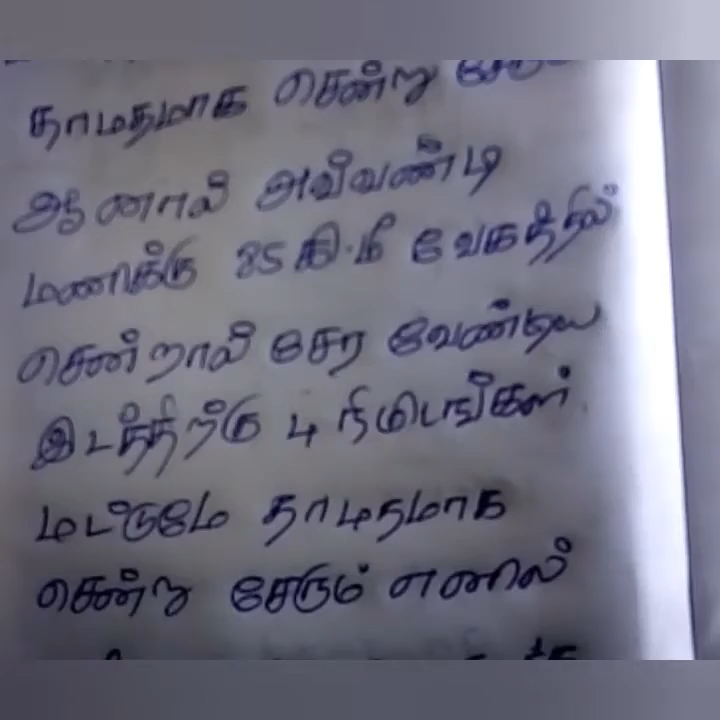 தாமதமாக சென்று
ஆனால் அவ்வண்டி
மணிக்கு 85 கி.மீ வேகத்தில்
சென்றால் சேர வேண்டிய
இடத்திற்கு 4 நிமிடங்கள்
மட்டுமே தாமதமாக
சென்று சேரும் எனில்